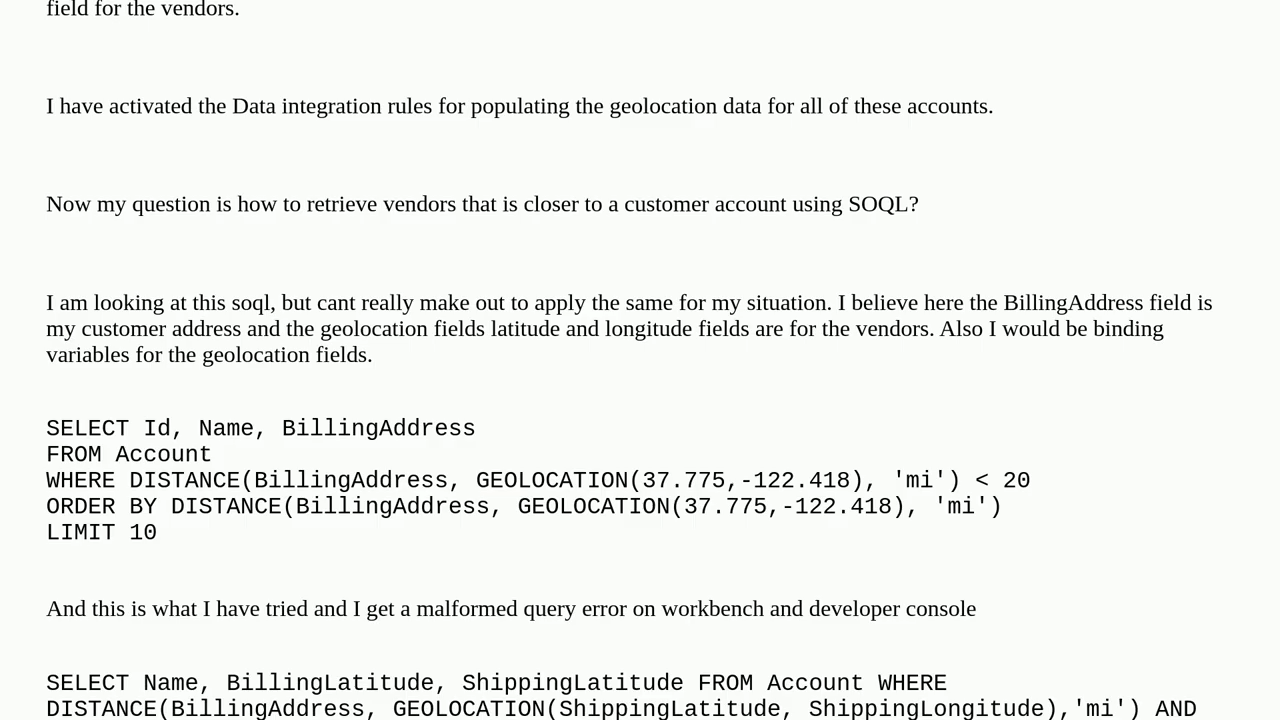 field for the vendors.
I have activated the Data integration rules for populating the geolocation data for all of these accounts.
Now my question is how to retrieve vendors that is closer to a customer account using SOQL?
I am looking at this soql, but cant really make out to apply the same for my situation. I believe here the BillingAddress field is
my customer address and the geolocation fields latitude and longitude fields are for the vendors. Also I would be binding
variables for the geolocation fields.
SELECT Id, Name, BillingAddress
FROM Account
WHERE DISTANCE(BillingAddress, GEOLOCATION(37.775,-122.418), 'mi') < 20
ORDER BY DISTANCE(BillingAddress, GEOLOCATION(37.775,-122.418), 'mi')
LIMIT 10
And this is what I have tried and I get a malformed query error on workbench and developer console
SELECT Name, BillingLatitude, ShippingLatitude FROM Account WHERE
DISTANCE(BillingAddress, GEOLOCATION(ShippingLatitude, ShippingLongitude),'mi') AND